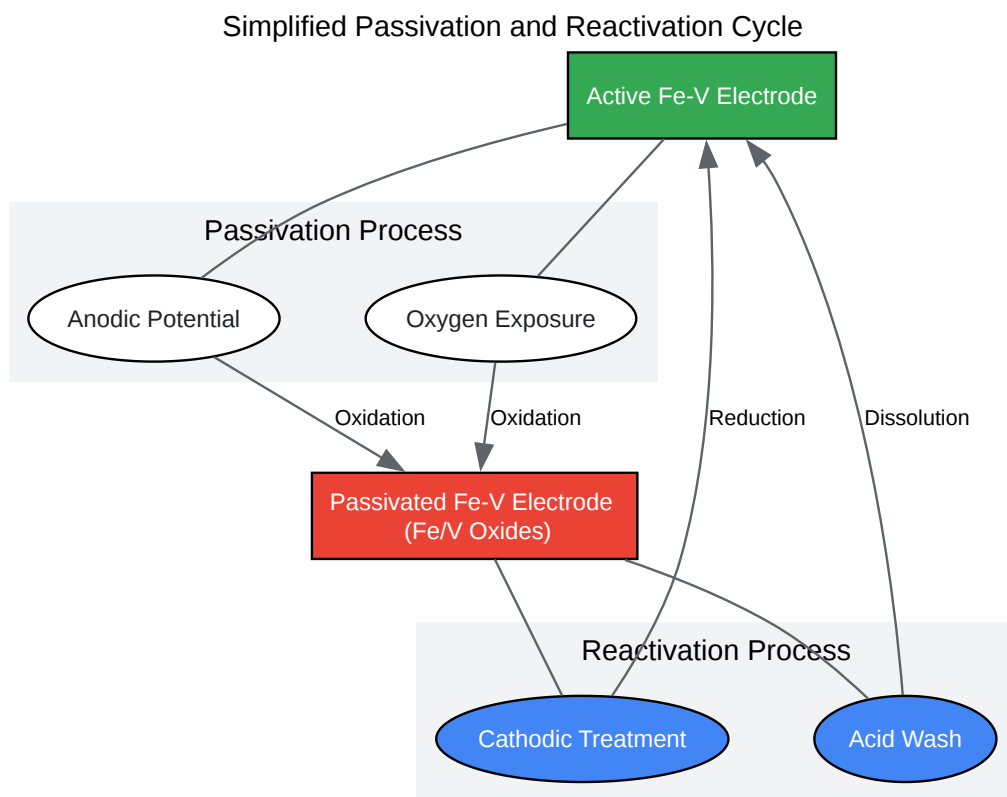 Simplified Passivation and Reactivation Cycle
Active Fe-V Electrode
Passivation Process
Anodic Potential
Oxygen Exposure
Oxidation
Oxidation
Reduction
Dissolution
Passivated Fe-V Electrode
(Fe/V Oxides)
Reactivation Process
Cathodic Treatment
Acid Wash